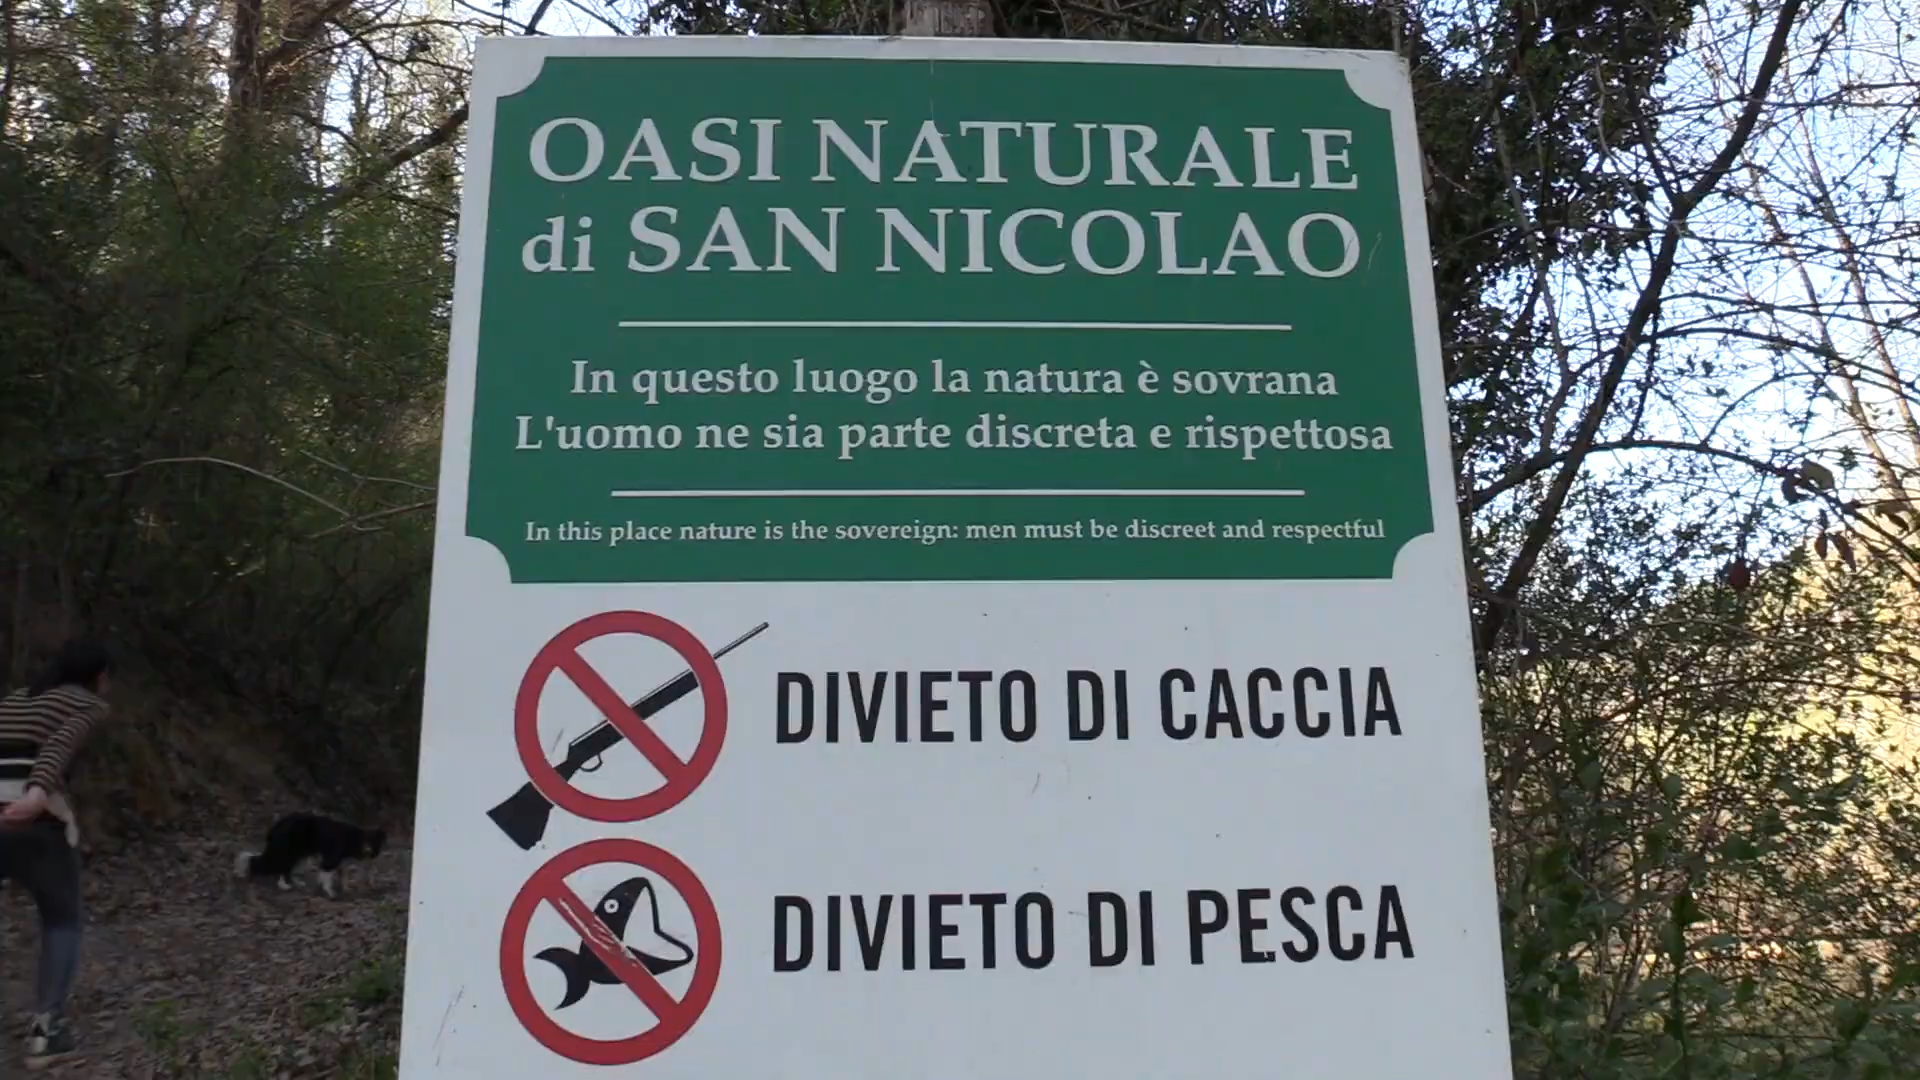 OASI NATURALE
di SAN NICOLAO
In questo luogo la natura è sovrana
L'uomo ne sia parte discreta e rispettosa
In this place nature is the sovereign: men must be discreet and respectful
DIVIETO DI CACCIA
DIVIETO DI PESCA